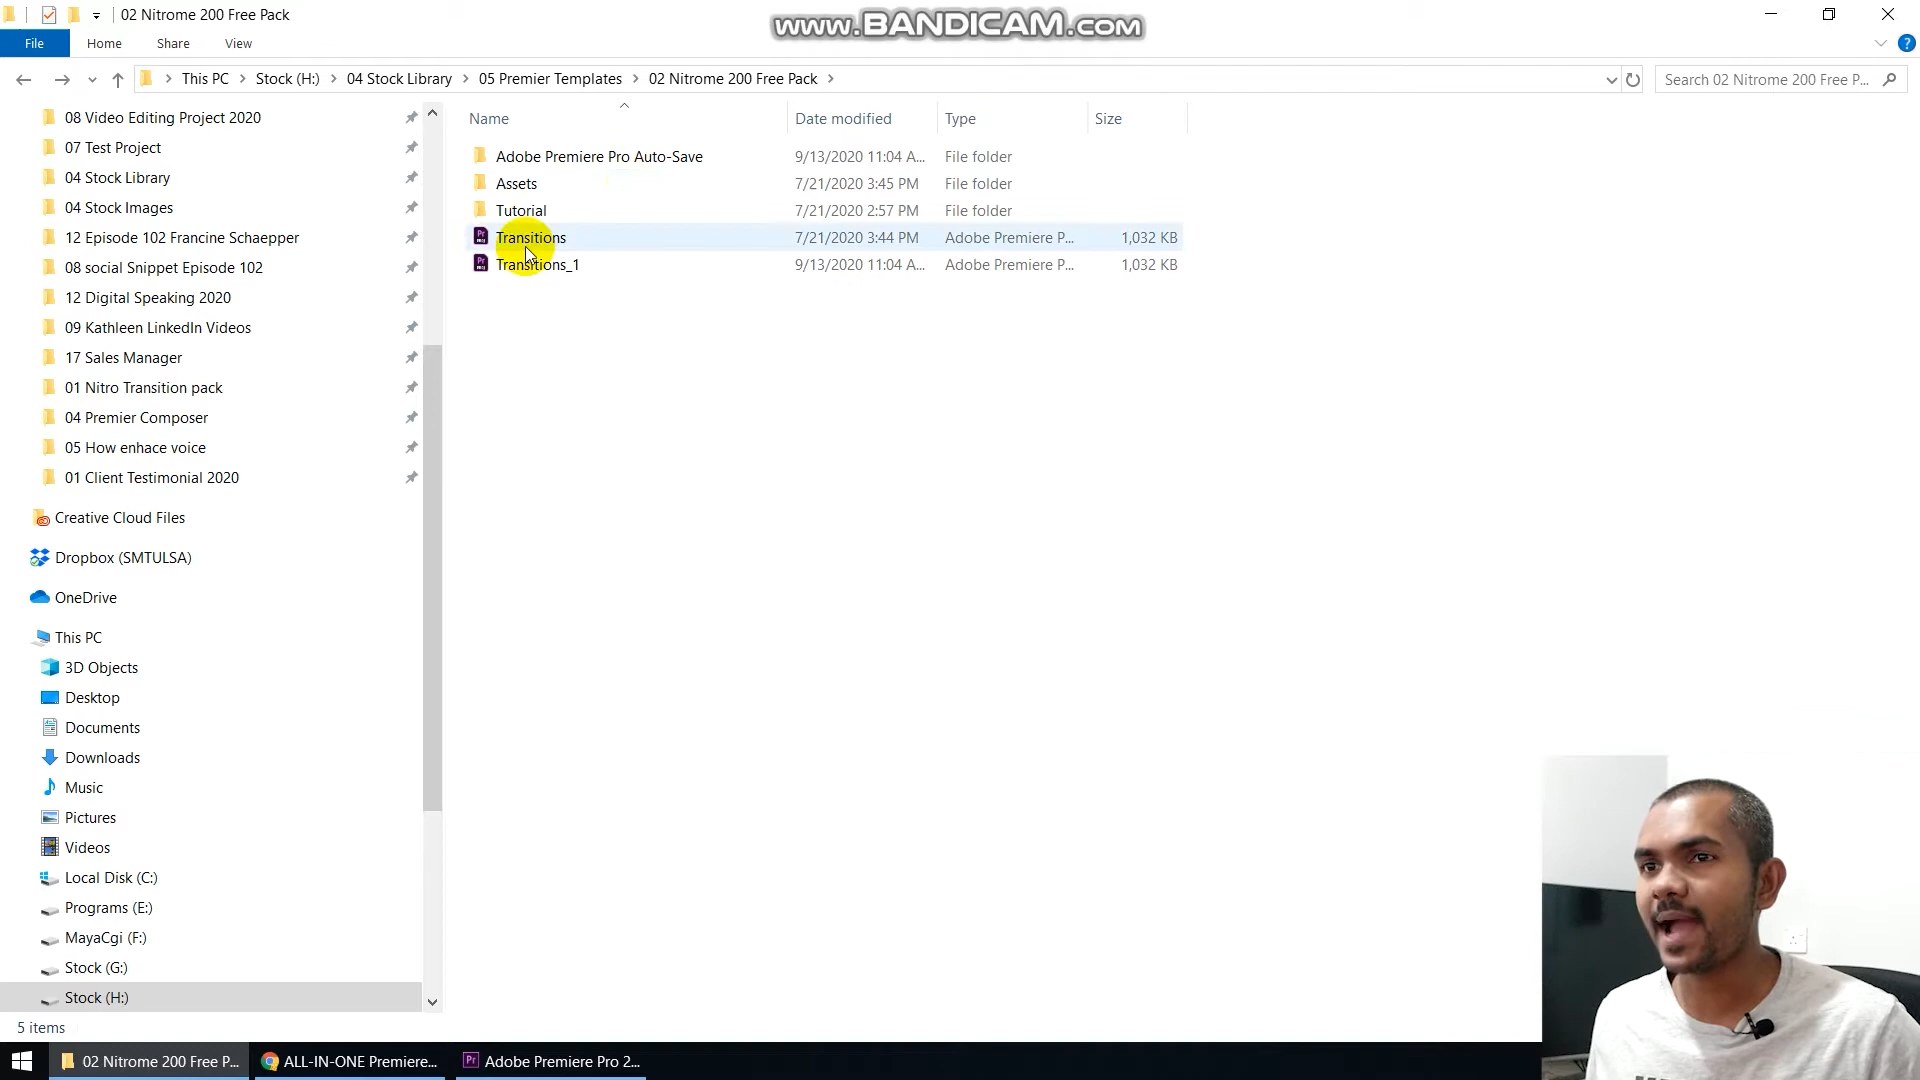 02 Nitrome 200 Free Pack
www.BANDICAM.com
File Home Share View
This PC Stock (H:) 04 Stock Library 05 Premier Templates 02 Nitrome 200 Free Pack
Search 02 Nitrome 200 Free P...
Name Date modified Type Size
Adobe Premiere Pro Auto-Save 9/13/2020 11:04 A... File folder
Assets 7/21/2020 3:45 PM File folder
Tutorial 7/21/2020 2:57 PM File folder
Transitions 7/21/2020 3:44 PM Adobe Premiere P... 1,032 KB
Transitions_1 9/13/2020 11:04 A... Adobe Premiere P... 1,032 KB
08 Video Editing Project 2020
07 Test Project
04 Stock Library
04 Stock Images
12 Episode 102 Francine Schaepper
08 social Snippet Episode 102
12 Digital Speaking 2020
09 Kathleen LinkedIn Videos
17 Sales Manager
01 Nitro Transition pack
04 Premier Composer
05 How enhace voice
01 Client Testimonial 2020
Creative Cloud Files
Dropbox (SMTULSA)
OneDrive
This PC
3D Objects
Desktop
Documents
Downloads
Music
Pictures
Videos
Local Disk (C:)
Programs (E:)
MayaCgi (F:)
Stock (G:)
Stock (H:)
5 items
02 Nitrome 200 Free P...
ALL-IN-ONE Premiere...
Adobe Premiere Pro 2...